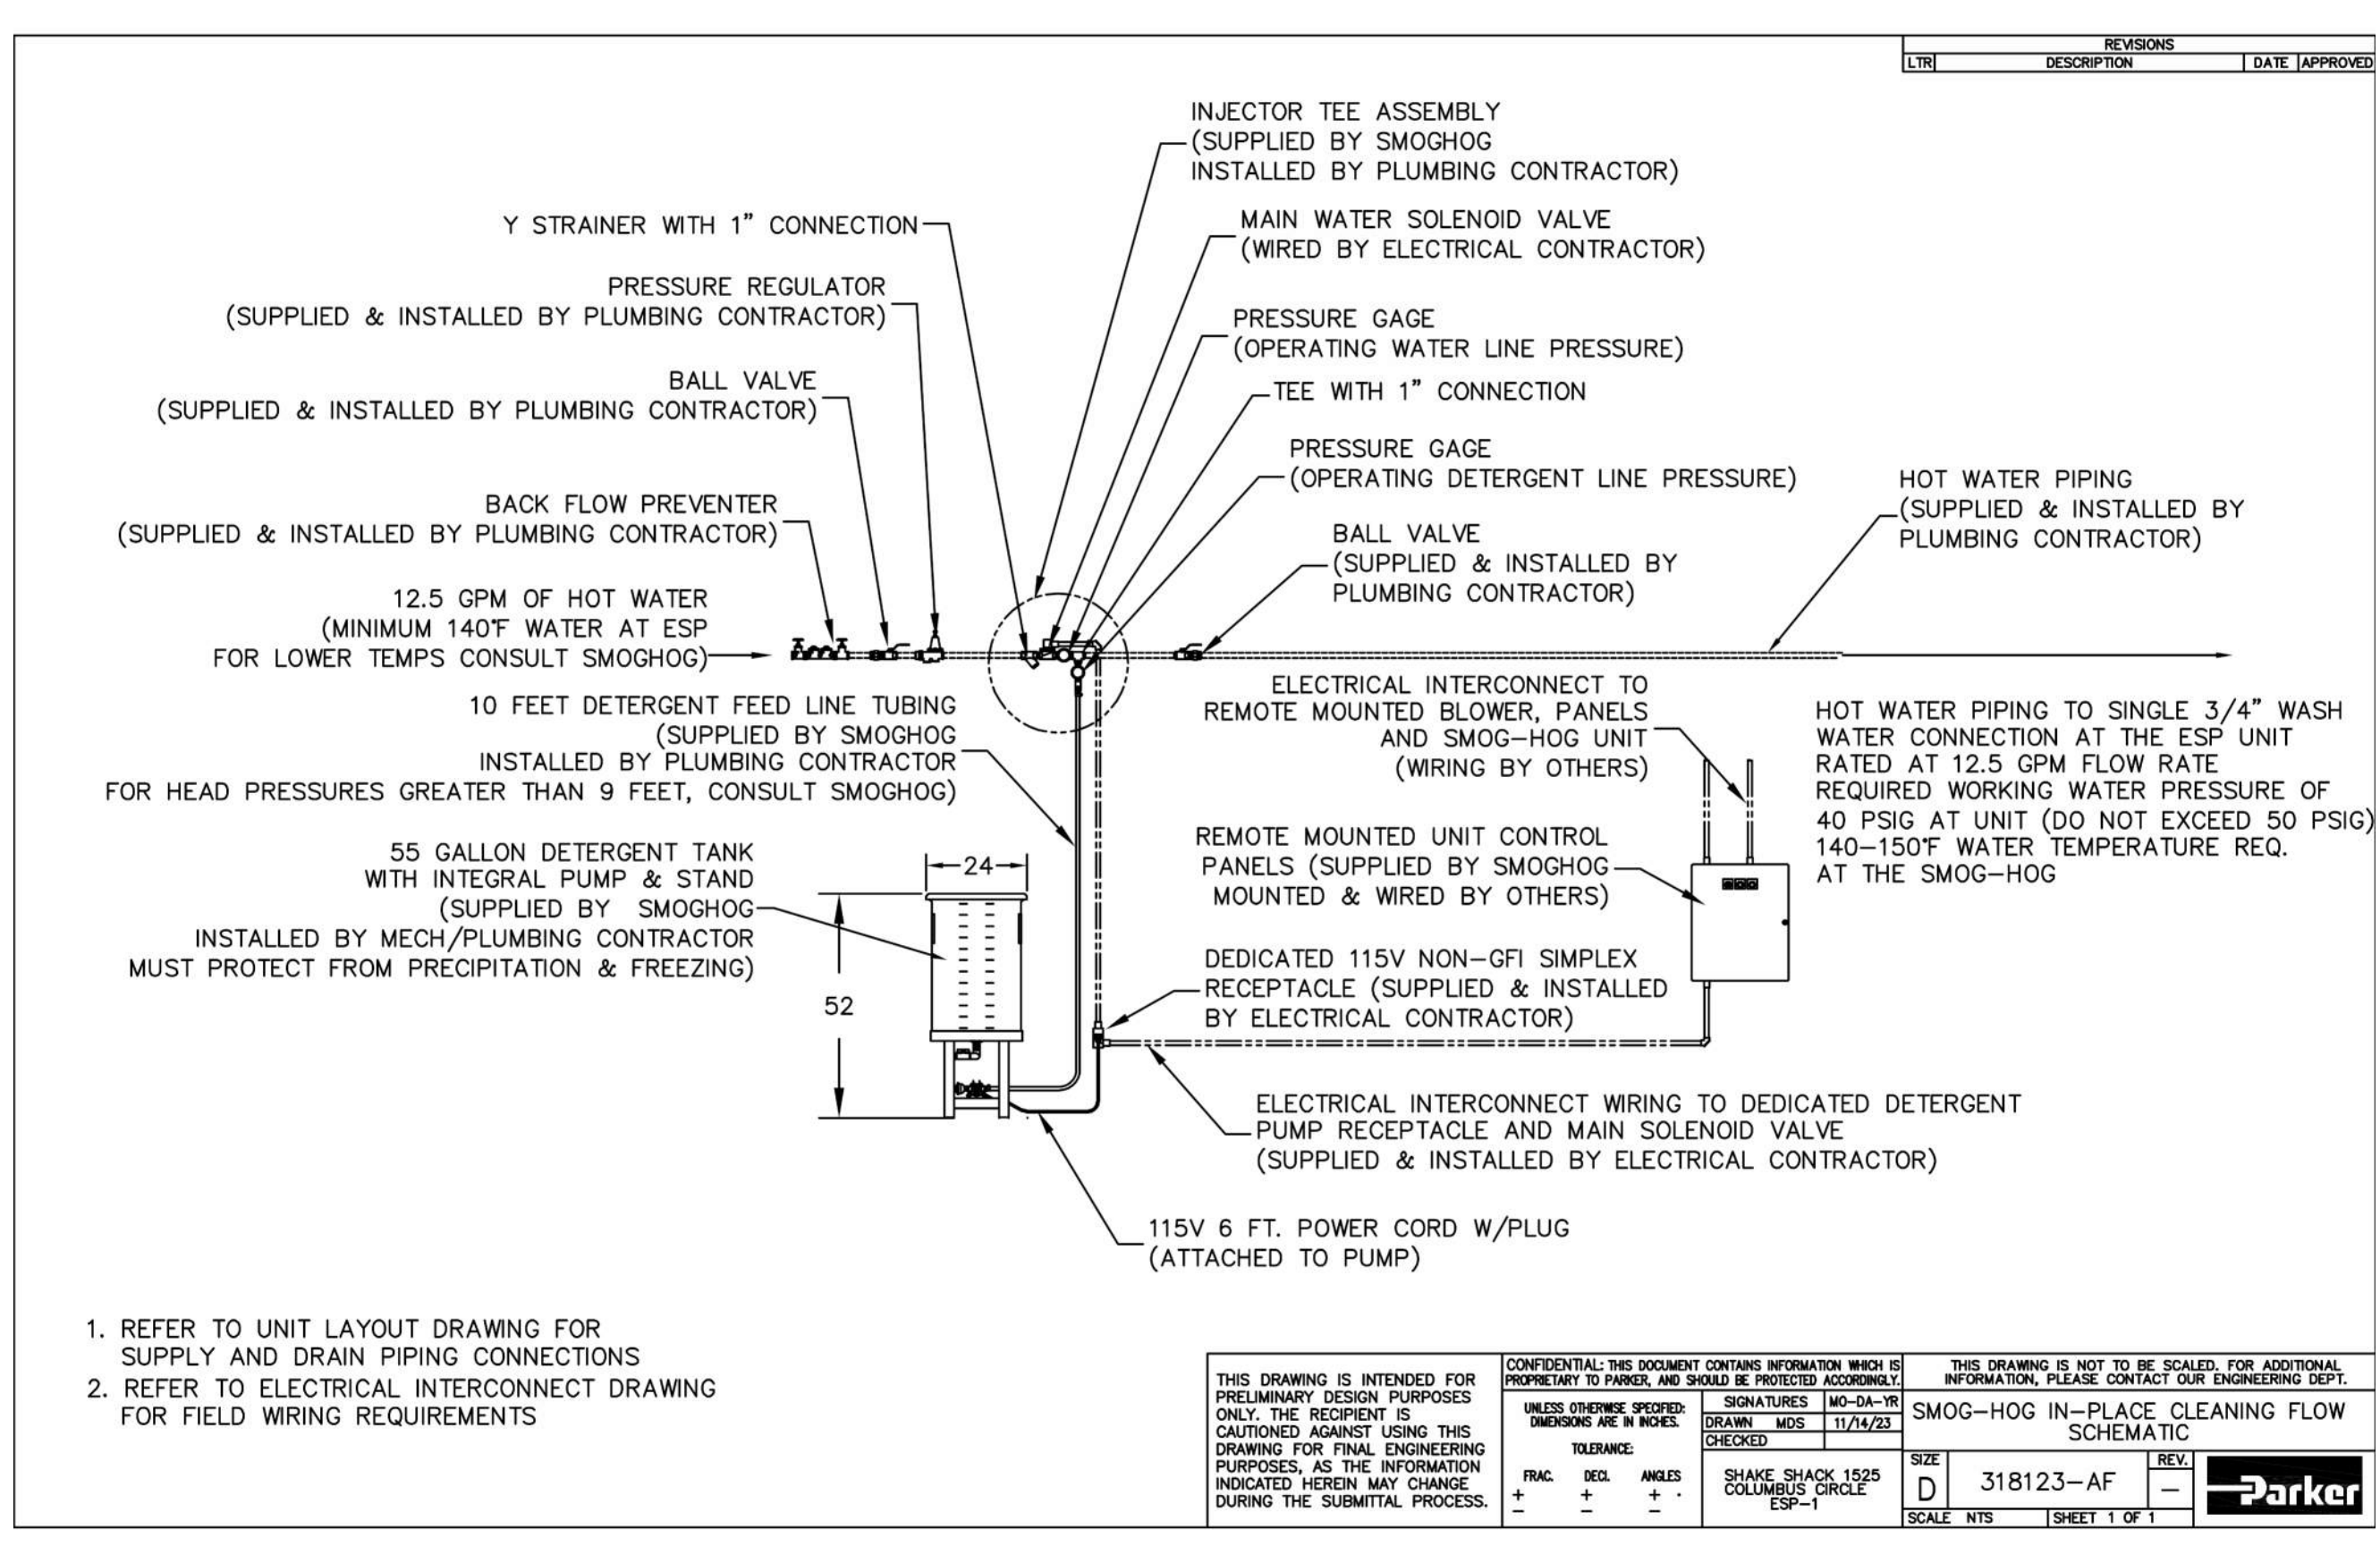 REVISIONS
LTR DESCRIPTION DATE APPROVED
INJECTOR TEE ASSEMBLY
(SUPPLIED BY SMOGHOG
INSTALLED BY PLUMBING CONTRACTOR)
Y STRAINER WITH 1” CONNECTION
MAIN WATER SOLENOID VALVE
(WIRED BY ELECTRICAL CONTRACTOR)
PRESSURE REGULATOR
(SUPPLIED & INSTALLED BY PLUMBING CONTRACTOR)
PRESSURE GAGE
(OPERATING WATER LINE PRESSURE)
BALL VALVE
(SUPPLIED & INSTALLED BY PLUMBING CONTRACTOR)
TEE WITH 1” CONNECTION
PRESSURE GAGE
(OPERATING DETERGENT LINE PRESSURE)
HOT WATER PIPING
(SUPPLIED & INSTALLED BY
PLUMBING CONTRACTOR)
BACK FLOW PREVENTER
(SUPPLIED & INSTALLED BY PLUMBING CONTRACTOR)
BALL VALVE
(SUPPLIED & INSTALLED BY
PLUMBING CONTRACTOR)
12.5 GPM OF HOT WATER
(MINIMUM 140°F WATER AT ESP
FOR LOWER TEMPS CONSULT SMOGHOG)
10 FEET DETERGENT FEED LINE TUBING
(SUPPLIED BY SMOGHOG
INSTALLED BY PLUMBING CONTRACTOR
FOR HEAD PRESSURES GREATER THAN 9 FEET, CONSULT SMOGHOG)
ELECTRICAL INTERCONNECT TO
REMOTE MOUNTED BLOWER, PANELS
AND SMOG-HOG UNIT
(WIRING BY OTHERS)
HOT WATER PIPING TO SINGLE 3/4” WASH
WATER CONNECTION AT THE ESP UNIT
RATED AT 12.5 GPM FLOW RATE
REQUIRED WORKING WATER PRESSURE OF
40 PSIG AT UNIT (DO NOT EXCEED 50 PSIG)
140-150°F WATER TEMPERATURE REQ.
AT THE SMOG-HOG
55 GALLON DETERGENT TANK
WITH INTEGRAL PUMP & STAND
(SUPPLIED BY SMOGHOG
INSTALLED BY MECH/PLUMBING CONTRACTOR
MUST PROTECT FROM PRECIPITATION & FREEZING)
24
52
REMOTE MOUNTED UNIT CONTROL
PANELS (SUPPLIED BY SMOGHOG
MOUNTED & WIRED BY OTHERS)
DEDICATED 115V NON-GFI SIMPLEX
RECEPTACLE (SUPPLIED & INSTALLED
BY ELECTRICAL CONTRACTOR)
ELECTRICAL INTERCONNECT WIRING TO DEDICATED DETERGENT
PUMP RECEPTACLE AND MAIN SOLENOID VALVE
(SUPPLIED & INSTALLED BY ELECTRICAL CONTRACTOR)
115V 6 FT. POWER CORD W/PLUG
(ATTACHED TO PUMP)
1. REFER TO UNIT LAYOUT DRAWING FOR
SUPPLY AND DRAIN PIPING CONNECTIONS
2. REFER TO ELECTRICAL INTERCONNECT DRAWING
FOR FIELD WIRING REQUIREMENTS
THIS DRAWING IS INTENDED FOR
PRELIMINARY DESIGN PURPOSES
ONLY. THE RECIPIENT IS
CAUTIONED AGAINST USING THIS
DRAWING FOR FINAL ENGINEERING
PURPOSES, AS THE INFORMATION
INDICATED HEREIN MAY CHANGE
DURING THE SUBMITTAL PROCESS.
CONFIDENTIAL: THIS DOCUMENT CONTAINS INFORMATION WHICH IS
PROPRIETARY TO PARKER, AND SHOULD BE PROTECTED ACCORDINGLY.
UNLESS OTHERWISE SPECIFIED:
DIMENSIONS ARE IN INCHES.
TOLERANCE:
FRAC. DECI. ANGLES
+ + + ·
- - -
SIGNATURES MO-DA-YR
DRAWN MDS 11/14/23
CHECKED
SHAKE SHACK 1525
COLUMBUS CIRCLE
ESP-1
THIS DRAWING IS NOT TO BE SCALED. FOR ADDITIONAL
INFORMATION, PLEASE CONTACT OUR ENGINEERING DEPT.
SMOG-HOG IN-PLACE CLEANING FLOW
SCHEMATIC
SIZE
D
318123-AF
REV.
-
Parker
SCALE NTS
SHEET 1 OF 1